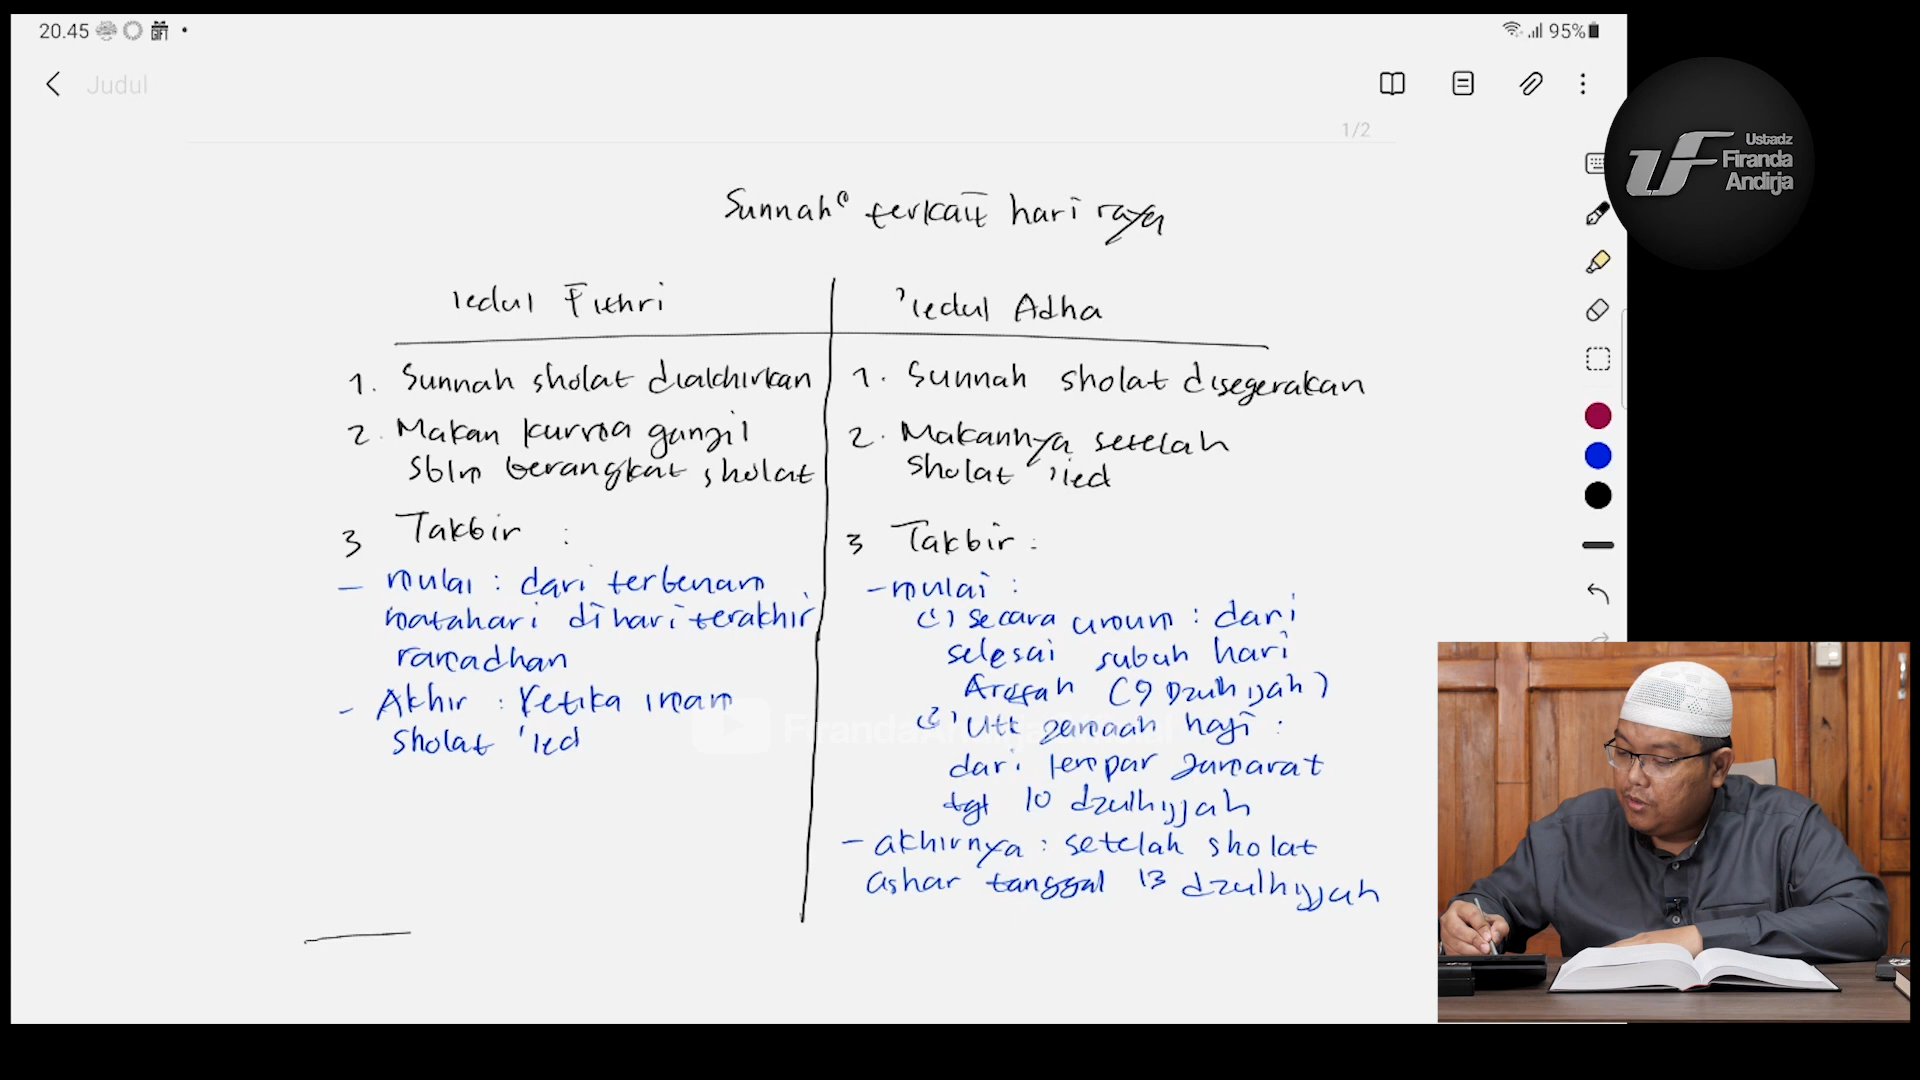 20.45
95%
Judul
1/2
Ustadz
Firanda
Andirja
UF
Sunnah² terkait hari raya
'Iedul Fithri
'Iedul Adha
1. Sunnah sholat diakhirkan
2. Makan kurma ganjil
sblm berangkat sholat
3 Takbir :
- mulai : dari terbenam
matahari di hari terakhir
ramadhan
- Akhir : Ketika imam
sholat 'ied
1. Sunnah sholat disegerakan
2. Makannya setelah
sholat 'ied
3 Takbir :
- mulai :
(1) secara umum : dari
selesai subuh hari
Arafah (9 Dzulhijjah)
(2) Utk jamaah haji :
dari lempar Jamarat
tgl 10 dzulhijjah
- akhirnya : setelah sholat
ashar tanggal 13 dzulhijjah